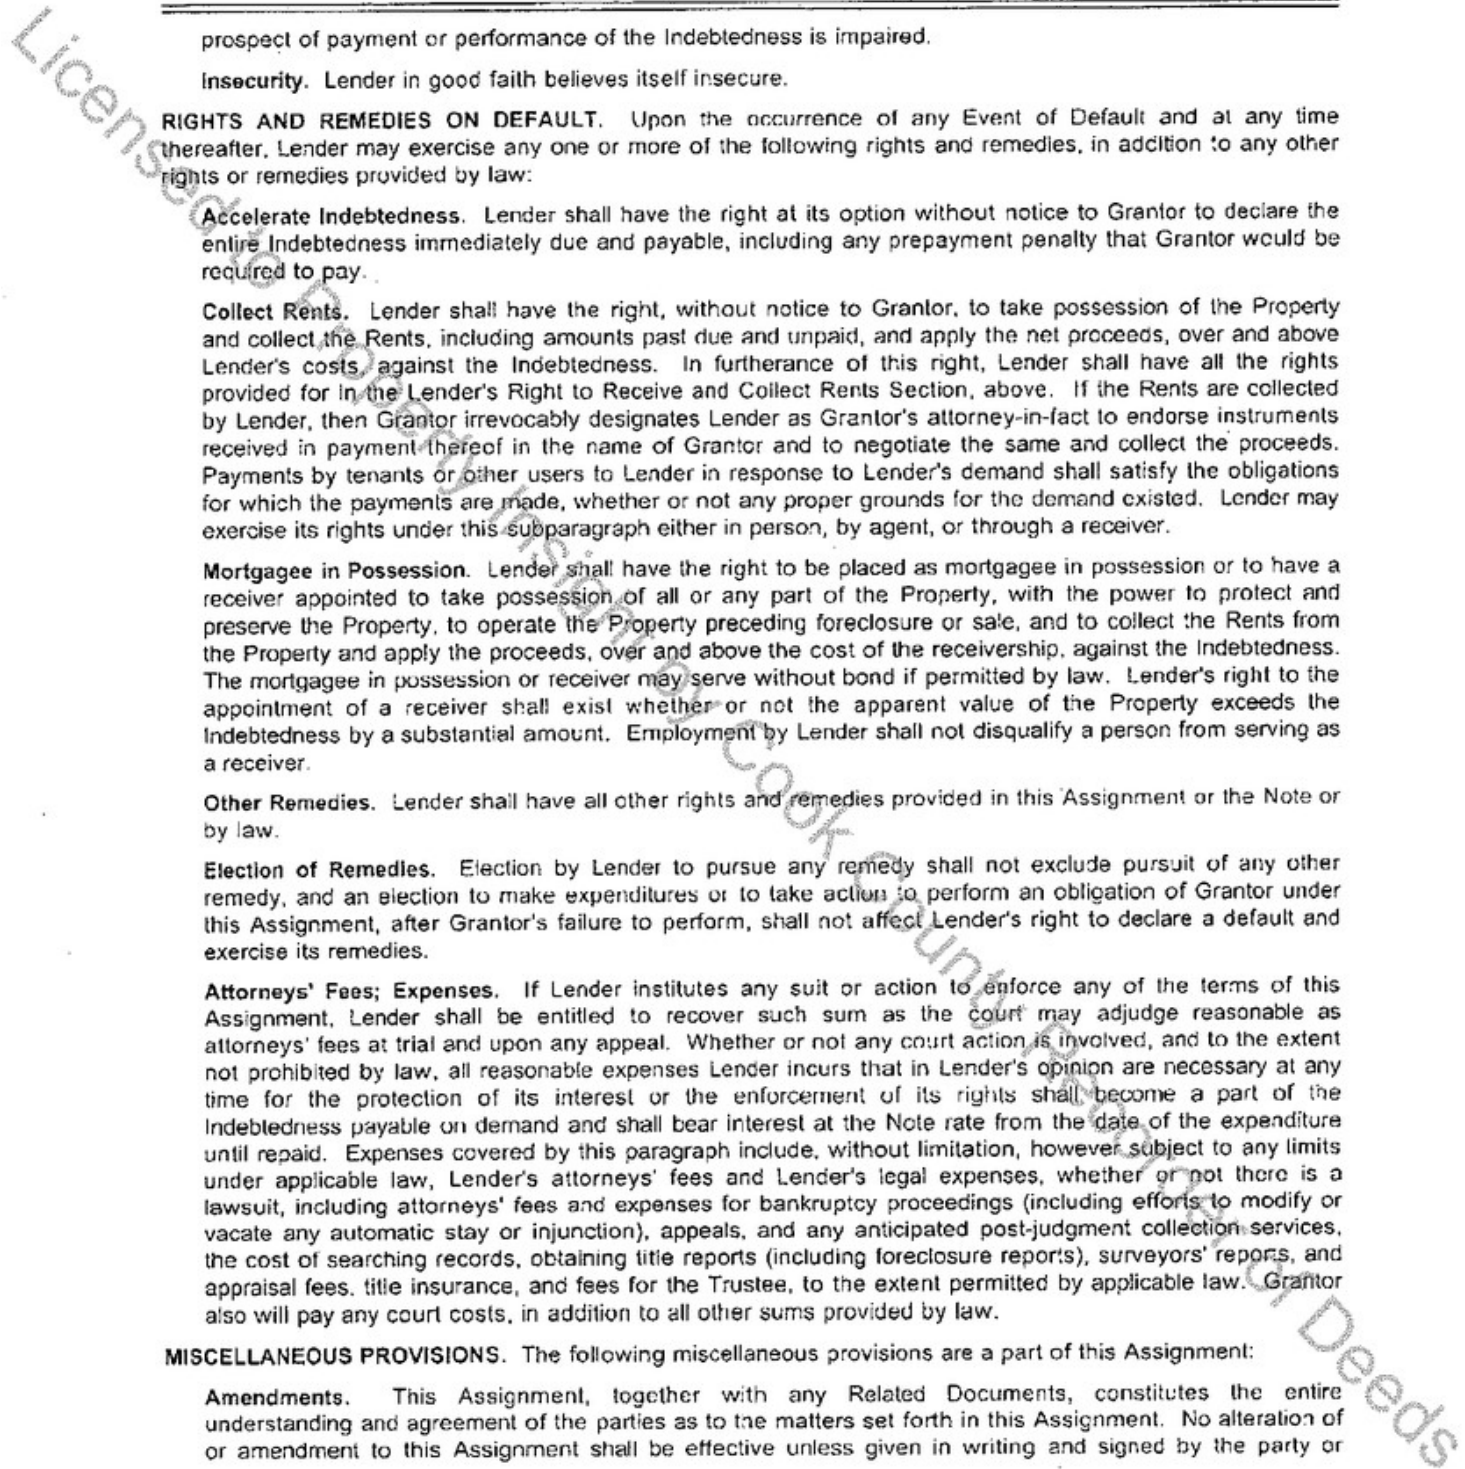 prospect of payment or performance of the Indebtedness is impaired.
Insecurity. Lender in good faith believes itself insecure.
RIGHTS AND REMEDIES ON DEFAULT. Upon the occurrence of any Event of Default and at any time
thereafter, Lender may exercise any one or more of the following rights and remedies, in addition to any other
rights or remedies provided by law:
Accelerate Indebtedness. Lender shall have the right at its option without notice to Grantor to declare the
entire Indebtedness immediately due and payable, including any prepayment penalty that Grantor would be
required to pay.
Collect Rents. Lender shall have the right, without notice to Grantor, to take possession of the Property
and collect the Rents, including amounts past due and unpaid, and apply the net proceeds, over and above
Lender's costs, against the Indebtedness. In furtherance of this right, Lender shall have all the rights
provided for in the Lender's Right to Receive and Collect Rents Section, above. If the Rents are collected
by Lender, then Grantor irrevocably designates Lender as Grantor's attorney-in-fact to endorse instruments
received in payment thereof in the name of Grantor and to negotiate the same and collect the proceeds.
Payments by tenants or other users to Lender in response to Lender's demand shall satisfy the obligations
for which the payments are made, whether or not any proper grounds for the demand existed. Lender may
exercise its rights under this subparagraph either in person, by agent, or through a receiver.
Mortgagee in Possession. Lender shall have the right to be placed as mortgagee in possession or to have a
receiver appointed to take possession of all or any part of the Property, with the power to protect and
preserve the Property, to operate the Property preceding foreclosure or sale, and to collect the Rents from
the Property and apply the proceeds, over and above the cost of the receivership, against the Indebtedness.
The mortgagee in possession or receiver may serve without bond if permitted by law. Lender's right to the
appointment of a receiver shall exist whether or not the apparent value of the Property exceeds the
Indebtedness by a substantial amount. Employment by Lender shall not disqualify a person from serving as
a receiver.
Other Remedies. Lender shall have all other rights and remedies provided in this Assignment or the Note or
by law.
Election of Remedies. Election by Lender to pursue any remedy shall not exclude pursuit of any other
remedy, and an election to make expenditures or to take action to perform an obligation of Grantor under
this Assignment, after Grantor's failure to perform, shall not affect Lender's right to declare a default and
exercise its remedies.
Attorneys' Fees; Expenses. If Lender institutes any suit or action to enforce any of the terms of this
Assignment, Lender shall be entitled to recover such sum as the court may adjudge reasonable as
attorneys' fees at trial and upon any appeal. Whether or not any court action is involved, and to the extent
not prohibited by law, all reasonable expenses Lender incurs that in Lender's opinion are necessary at any
time for the protection of its interest or the enforcement of its rights shall become a part of the
Indebtedness payable on demand and shall bear interest at the Note rate from the date of the expenditure
until repaid. Expenses covered by this paragraph include, without limitation, however subject to any limits
under applicable law, Lender's attorneys' fees and Lender's legal expenses, whether or not there is a
lawsuit, including attorneys' fees and expenses for bankruptcy proceedings (including efforts to modify or
vacate any automatic stay or injunction), appeals, and any anticipated post-judgment collection services,
the cost of searching records, obtaining title reports (including foreclosure reports), surveyors' reports, and
appraisal fees, title insurance, and fees for the Trustee, to the extent permitted by applicable law. Grantor
also will pay any court costs, in addition to all other sums provided by law.
MISCELLANEOUS PROVISIONS. The following miscellaneous provisions are a part of this Assignment:
Amendments. This Assignment, together with any Related Documents, constitutes the entire
understanding and agreement of the parties as to the matters set forth in this Assignment. No alteration of
or amendment to this Assignment shall be effective unless given in writing and signed by the party or
Licensed to Property Insight by Cook County Recorder of Deeds